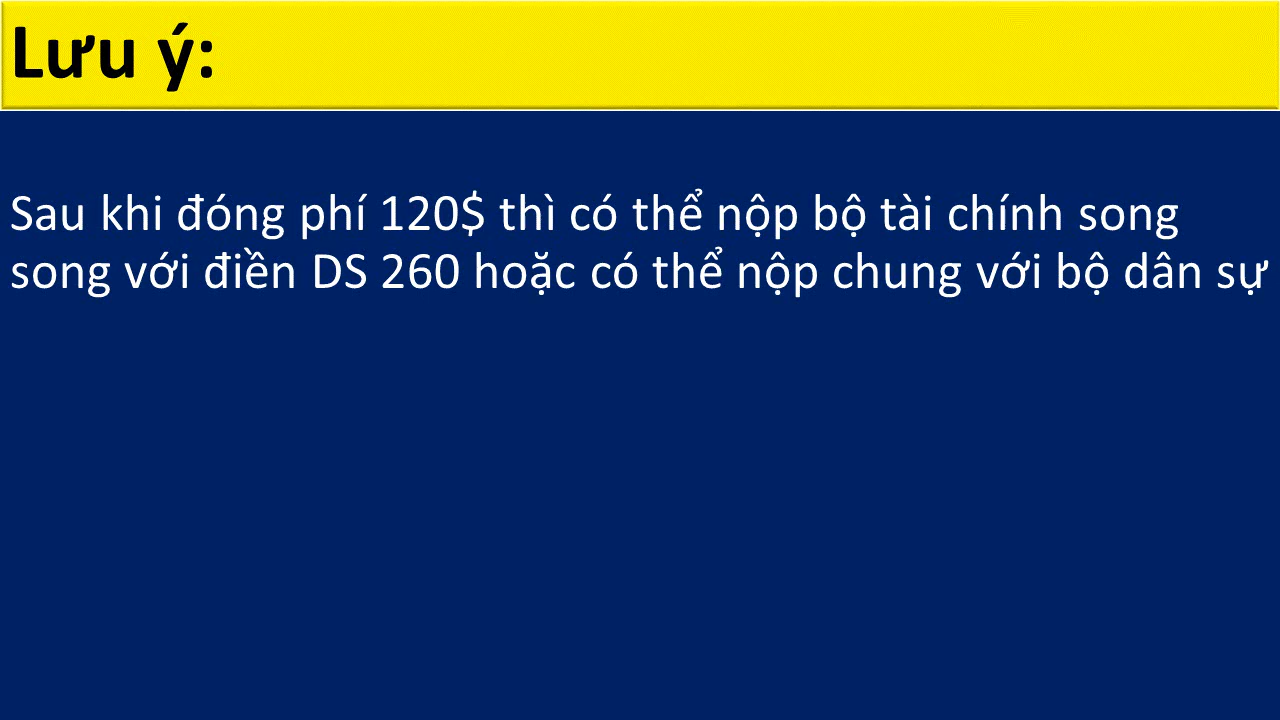 Lưu ý:
Sau khi đóng phí 120$ thì có thể nộp bộ tài chính song
song với điền DS 260 hoặc có thể nộp chung với bộ dân sự